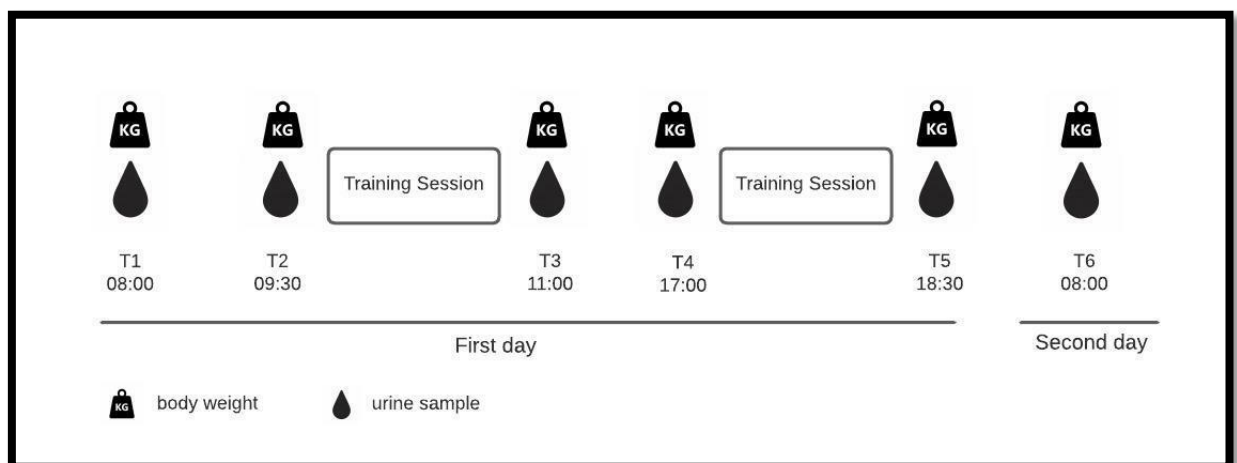 KG KG KG KG KG KG
Training Session Training Session
T1 T2 T3 T4 T5 T6
08:00 09:30 11:00 17:00 18:30 08:00
First day Second day
KG body weight urine sample